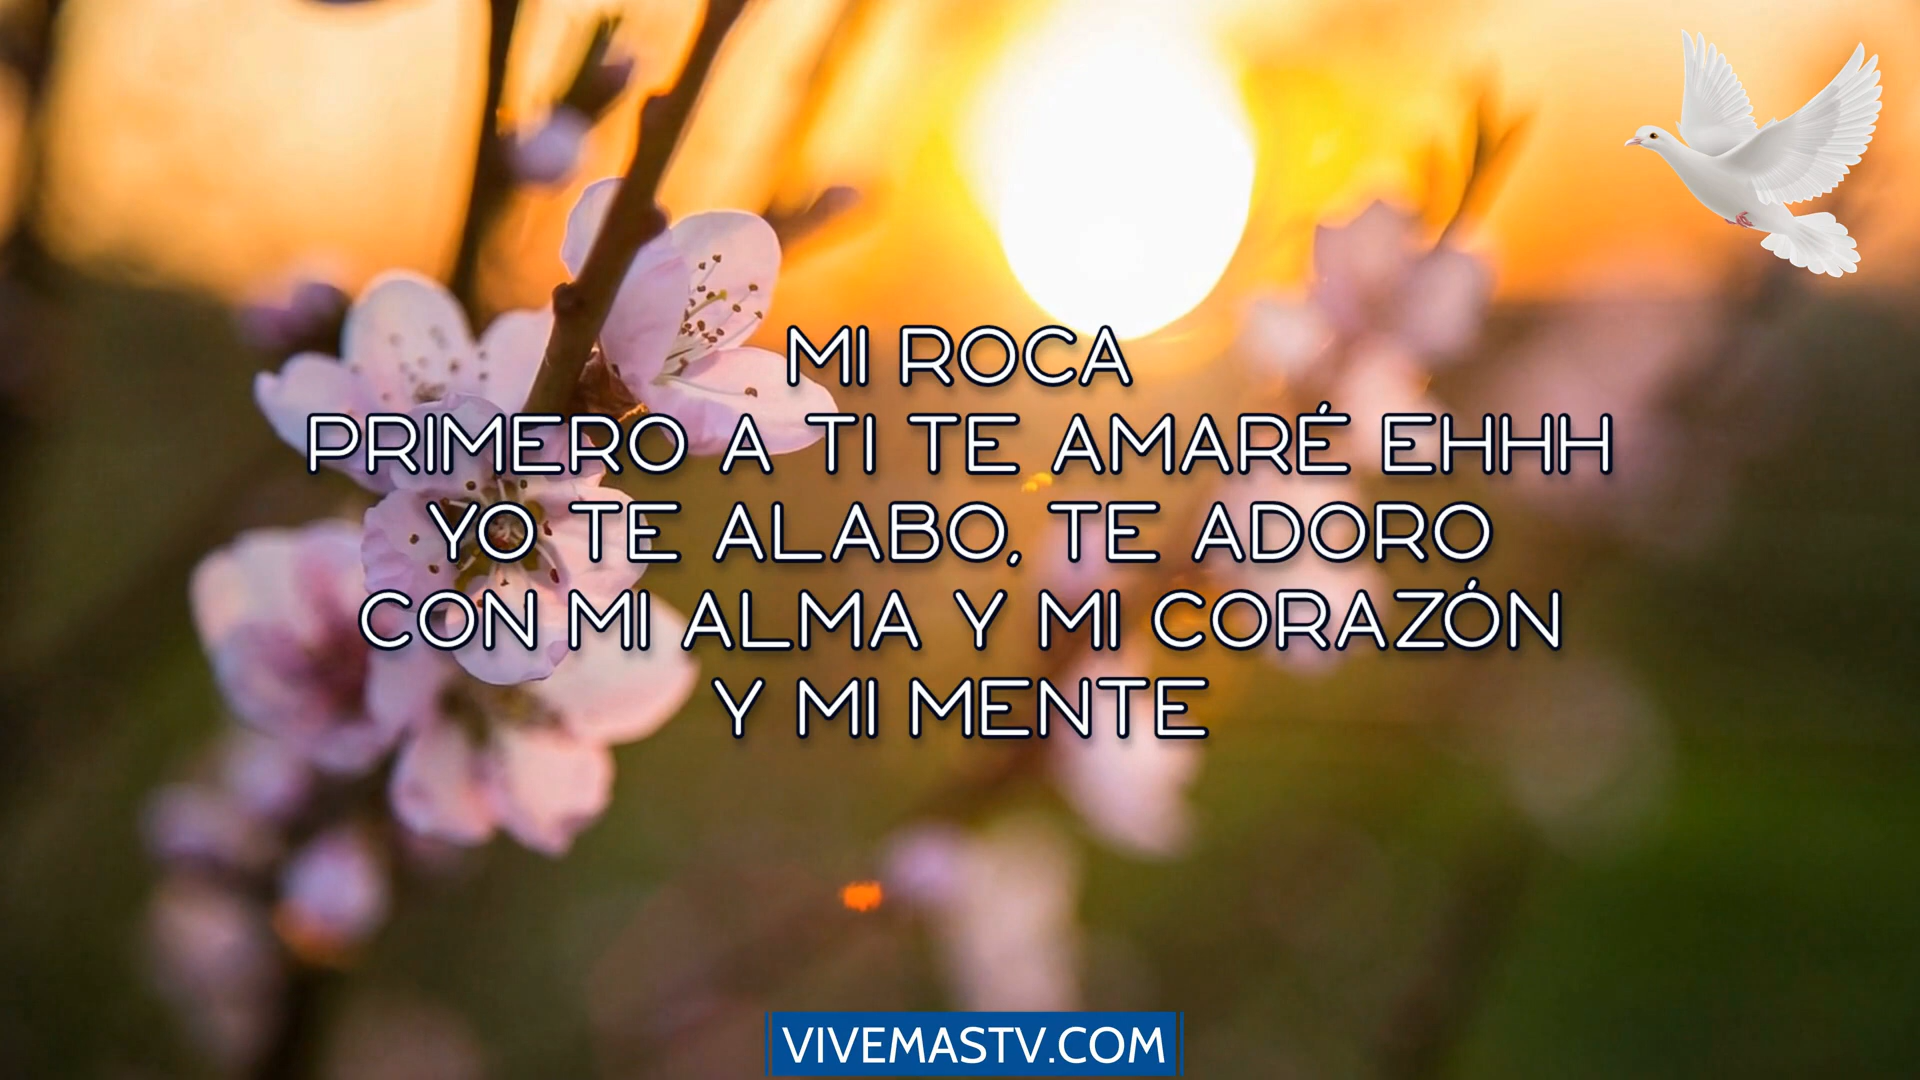 MI ROCA
PRIMERO A TI TE AMARÉ EHHH
YO TE ALABO, TE ADORO
CON MI ALMA Y MI CORAZÓN
Y MI MENTE
VIVEMASTV.COM